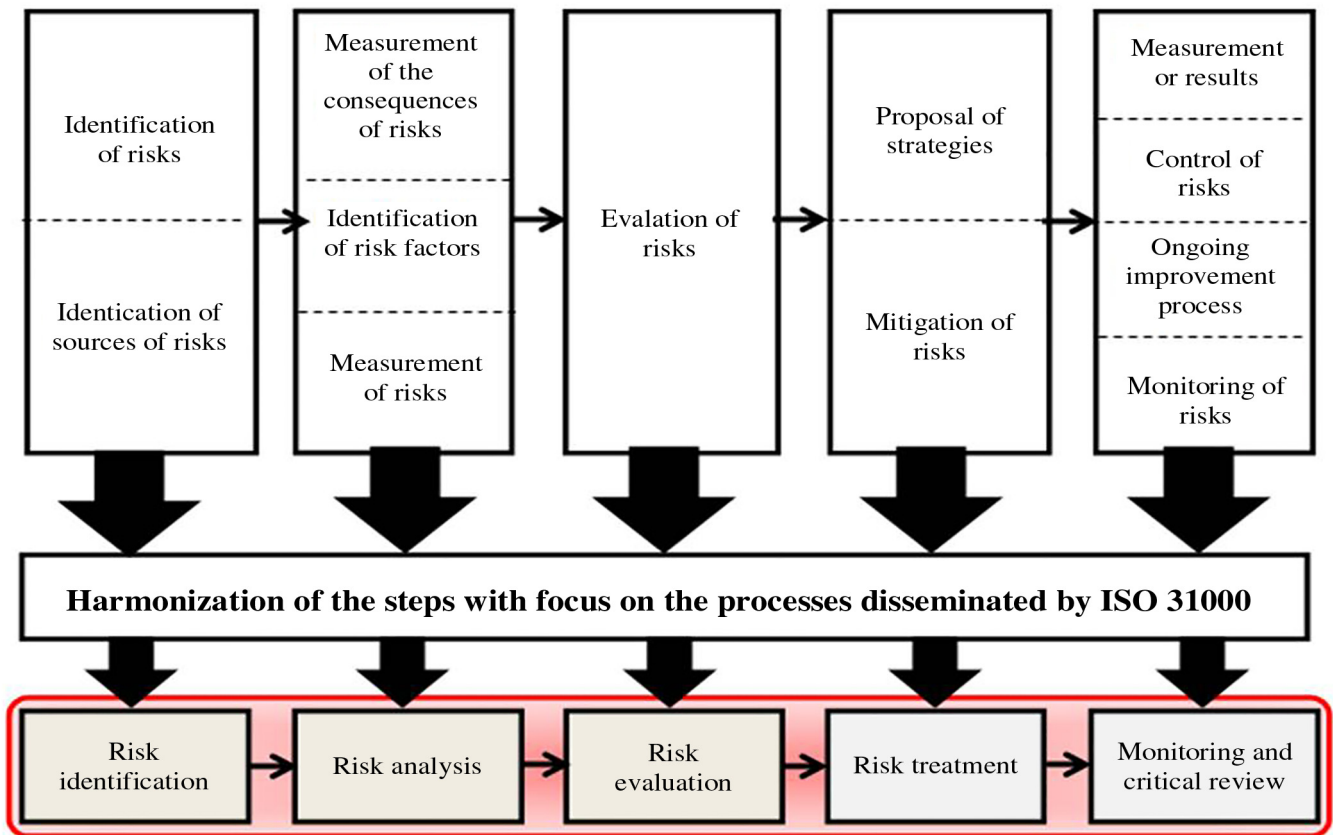 Identification
of risks
Identication of
sources of risks
Measurement
of the
consequences
of risks
Identification
of risk factors
Measurement
of risks
Evalation of
risks
Proposal of
strategies
Mitigation of
risks
Measurement
or results
Control of
risks
Ongoing
improvement
process
Monitoring of
risks
Harmonization of the steps with focus on the processes disseminated by ISO 31000
Risk
identification
Risk analysis
Risk
evaluation
Risk treatment
Monitoring and
critical review